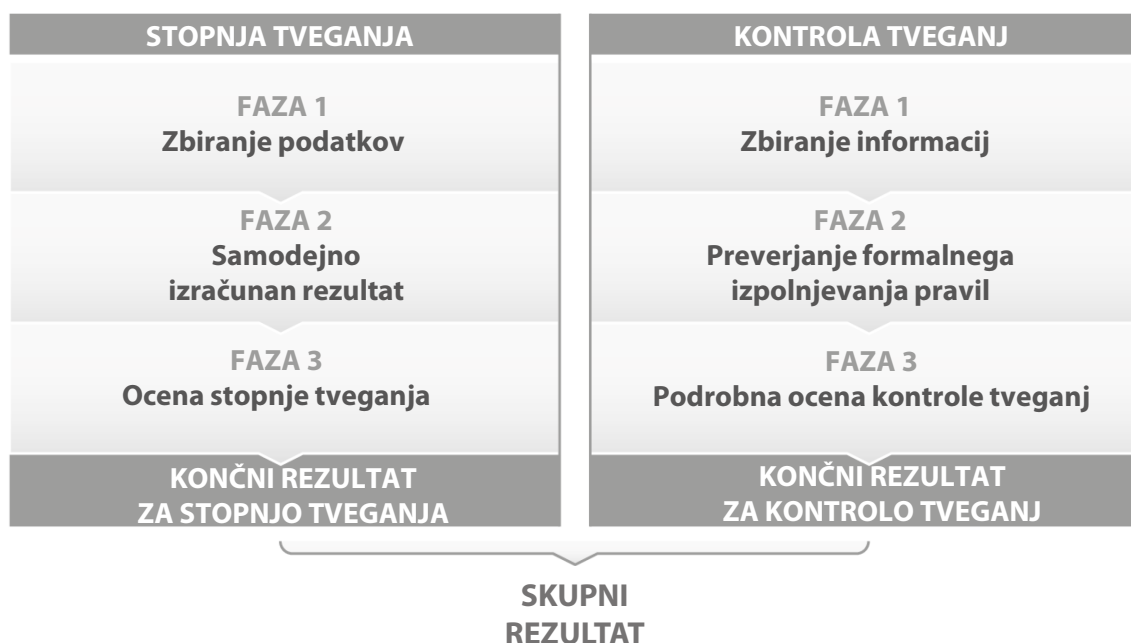 STOPNJA TVEGANJA
FAZA 1
Zbiranje podatkov
FAZA 2
Samodejno
izračunan rezultat
FAZA 3
Ocena stopnje tveganja
KONČNI REZULTAT
ZA STOPNJO TVEGANJA
KONTROLA TVEGANJ
FAZA 1
Zbiranje informacij
FAZA 2
Preverjanje formalnega
izpolnjevanja pravil
FAZA 3
Podrobna ocena kontrole tveganj
KONČNI REZULTAT
ZA KONTROLO TVEGANJ
SKUPNI
REZULTAT